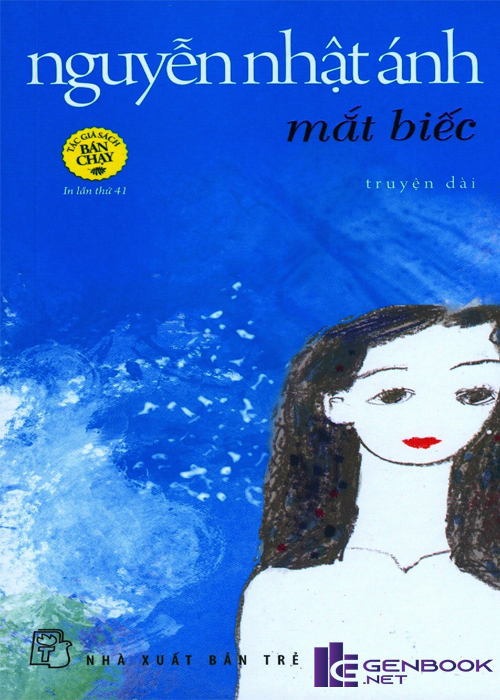 nguyễn nhật ánh
mắt biếc
TÁC GIẢ SÁCH
BÁN
CHẠY
In lần thứ 41
truyện dài
NHÀ XUẤT BẢN TRẺ
GENBOOK
.NET